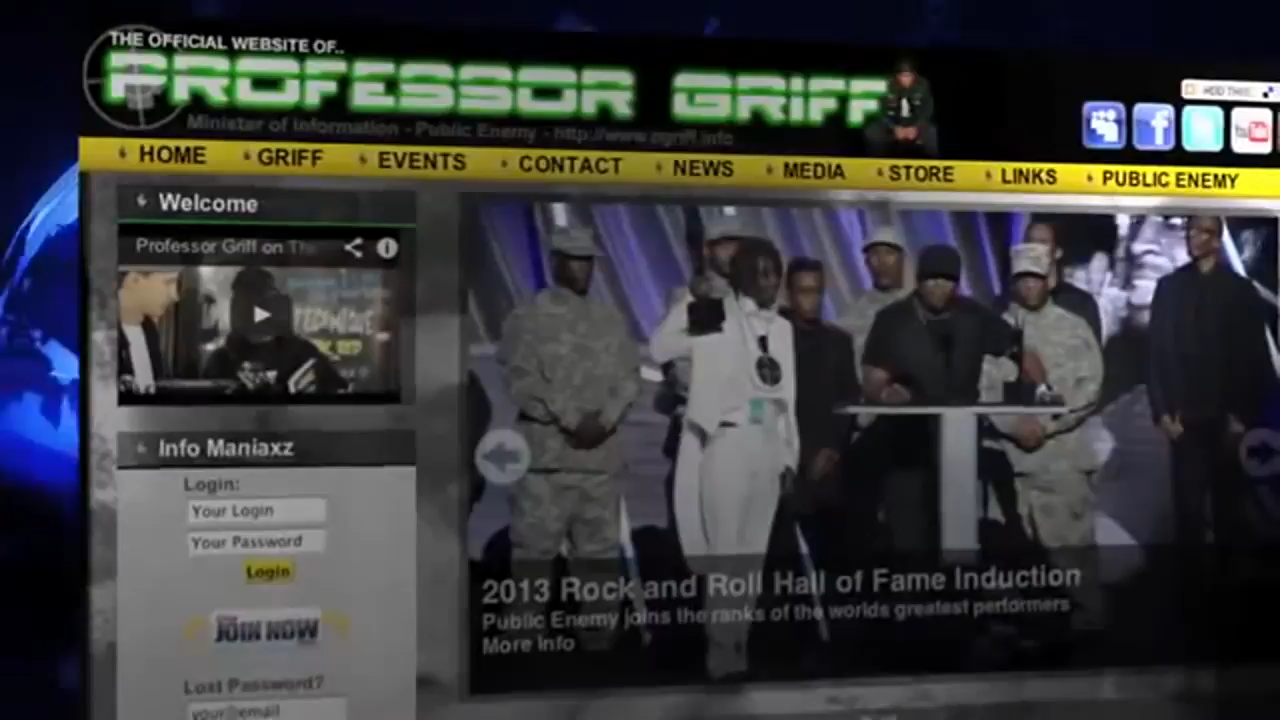 THE OFFICIAL WEBSITE OF..
PROFESSOR GRIFF
Minister of Information - Public Enemy - http://www.pgriff.info
ADD THIS
HOME GRIFF EVENTS CONTACT NEWS MEDIA STORE LINKS PUBLIC ENEMY
Welcome
Professor Griff on Th
Info Maniaxz
Login:
Your Login
Your Password
Login
JOIN NOW
Lost Password?
your@email
2013 Rock and Roll Hall of Fame Induction
Public Enemy joins the ranks of the worlds greatest performers
More Info